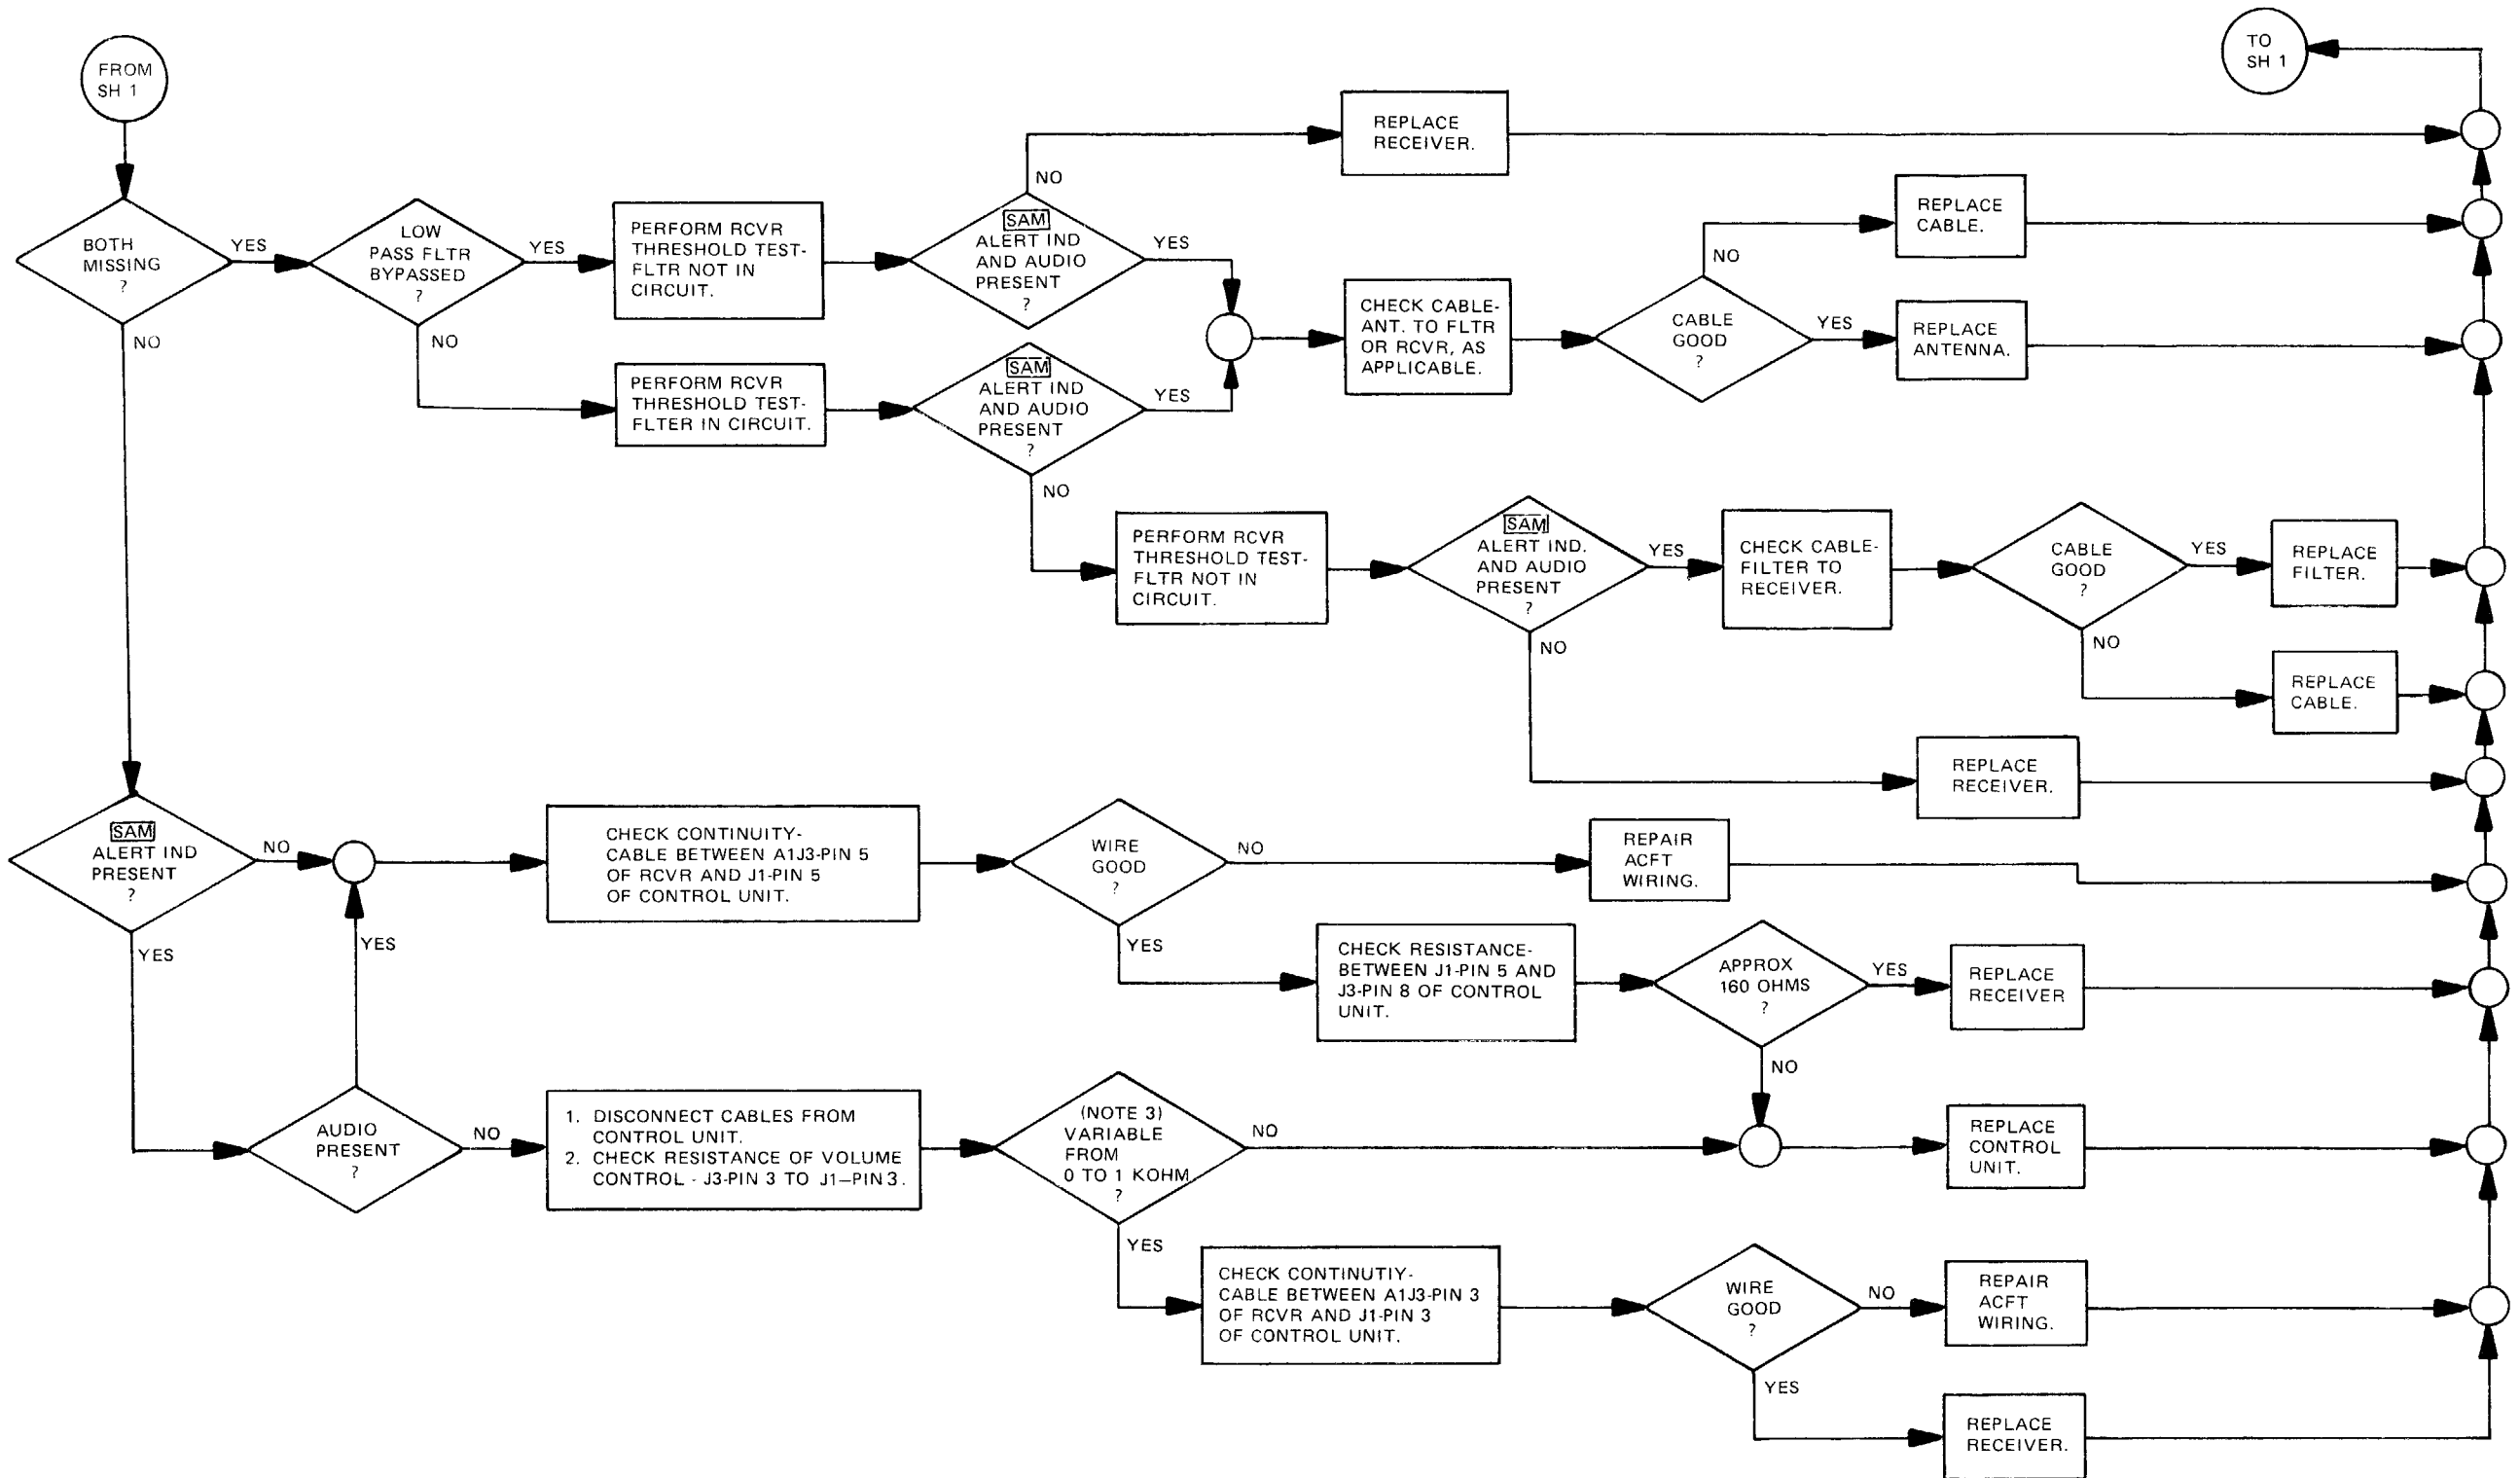 FROM
SH 1
TO
SH 1
BOTH
MISSING
?
YES
NO
LOW
PASS FLTR
BYPASSED
?
YES
NO
PERFORM RCVR
THRESHOLD TEST-
FLTR NOT IN
CIRCUIT.
SAM
ALERT IND
AND AUDIO
PRESENT
?
NO
YES
REPLACE
RECEIVER.
PERFORM RCVR
THRESHOLD TEST-
FLTER IN CIRCUIT.
SAM
ALERT IND
AND AUDIO
PRESENT
?
YES
NO
CHECK CABLE-
ANT. TO FLTR
OR RCVR, AS
APPLICABLE.
CABLE
GOOD
?
NO
YES
REPLACE
CABLE.
REPLACE
ANTENNA.
PERFORM RCVR
THRESHOLD TEST-
FLTR NOT IN
CIRCUIT.
SAM
ALERT IND.
AND AUDIO
PRESENT
?
YES
NO
CHECK CABLE-
FILTER TO
RECEIVER.
CABLE
GOOD
?
YES
NO
REPLACE
FILTER.
REPLACE
CABLE.
REPLACE
RECEIVER.
SAM
ALERT IND
PRESENT
?
NO
YES
CHECK CONTINUITY-
CABLE BETWEEN A1J3-PIN 5
OF RCVR AND J1-PIN 5
OF CONTROL UNIT.
WIRE
GOOD
?
NO
YES
REPAIR
ACFT
WIRING.
CHECK RESISTANCE-
BETWEEN J1-PIN 5 AND
J3-PIN 8 OF CONTROL
UNIT.
APPROX
160 OHMS
?
YES
NO
REPLACE
RECEIVER
AUDIO
PRESENT
?
YES
NO
1. DISCONNECT CABLES FROM
CONTROL UNIT.
2. CHECK RESISTANCE OF VOLUME
CONTROL - J3-PIN 3 TO J1—PIN 3.
(NOTE 3)
VARIABLE
FROM
0 TO 1 KOHM
?
NO
YES
REPLACE
CONTROL
UNIT.
CHECK CONTINUTIY-
CABLE BETWEEN A1J3-PIN 3
OF RCVR AND J1-PIN 3
OF CONTROL UNIT.
WIRE
GOOD
?
NO
YES
REPAIR
ACFT
WIRING.
REPLACE
RECEIVER.